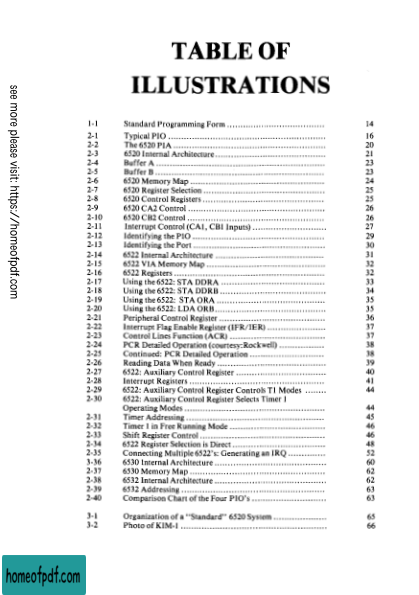 TABLE OF
ILLUSTRATIONS
see more please visit: https://homeofpdf.com
1-1 Standard Programming Form 14
2-1 Typical PIO 16
2-2 The 6520 PIA 20
2-3 6520 Internal Architecture 21
2-4 Buffer A 23
2-5 Buffer B 23
2-6 6520 Memory Map 24
2-7 6520 Register Selection 25
2-8 6520 Control Registers 25
2-9 6520 CA2 Control 26
2-10 6520 CB2 Control 26
2-11 Interrupt Control (CA1, CB1 Inputs) 27
2-12 Identifying the PIO 29
2-13 Identifying the Port 30
2-14 6522 Internal Architecture 31
2-15 6522 VIA Memory Map 32
2-16 6522 Registers 32
2-17 Using the 6522: STA DDRA 33
2-18 Using the 6522: STA DDRB 34
2-19 Using the 6522: STA ORA 35
2-20 Using the 6522: LDA ORB 35
2-21 Peripheral Control Register 36
2-22 Interrupt Flag Enable Register (IFR/IER) 37
2-23 Control Lines Function (ACR) 37
2-24 PCR Detailed Operation (courtesy:Rockwell) 38
2-25 Continued: PCR Detailed Operation 38
2-26 Reading Data When Ready 39
2-27 6522: Auxiliary Control Register 40
2-28 Interrupt Registers 41
2-29 6522: Auxiliary Control Register Controls T1 Modes 44
2-30 6522: Auxiliary Control Register Selects Timer 1
Operating Modes 44
2-31 Timer Addressing 45
2-32 Timer 1 in Free Running Mode 46
2-33 Shift Register Control 46
2-34 6522 Register Selection is Direct 48
2-35 Connecting Multiple 6522's: Generating an IRQ 52
3-36 6530 Internal Architecture 60
2-37 6530 Memory Map 62
2-38 6532 Internal Architecture 62
2-39 6532 Addressing 63
2-40 Comparison Chart of the Four PIO's 63
3-1 Organization of a "Standard" 6520 System 65
3-2 Photo of KIM-1 66
homeofpdf.com